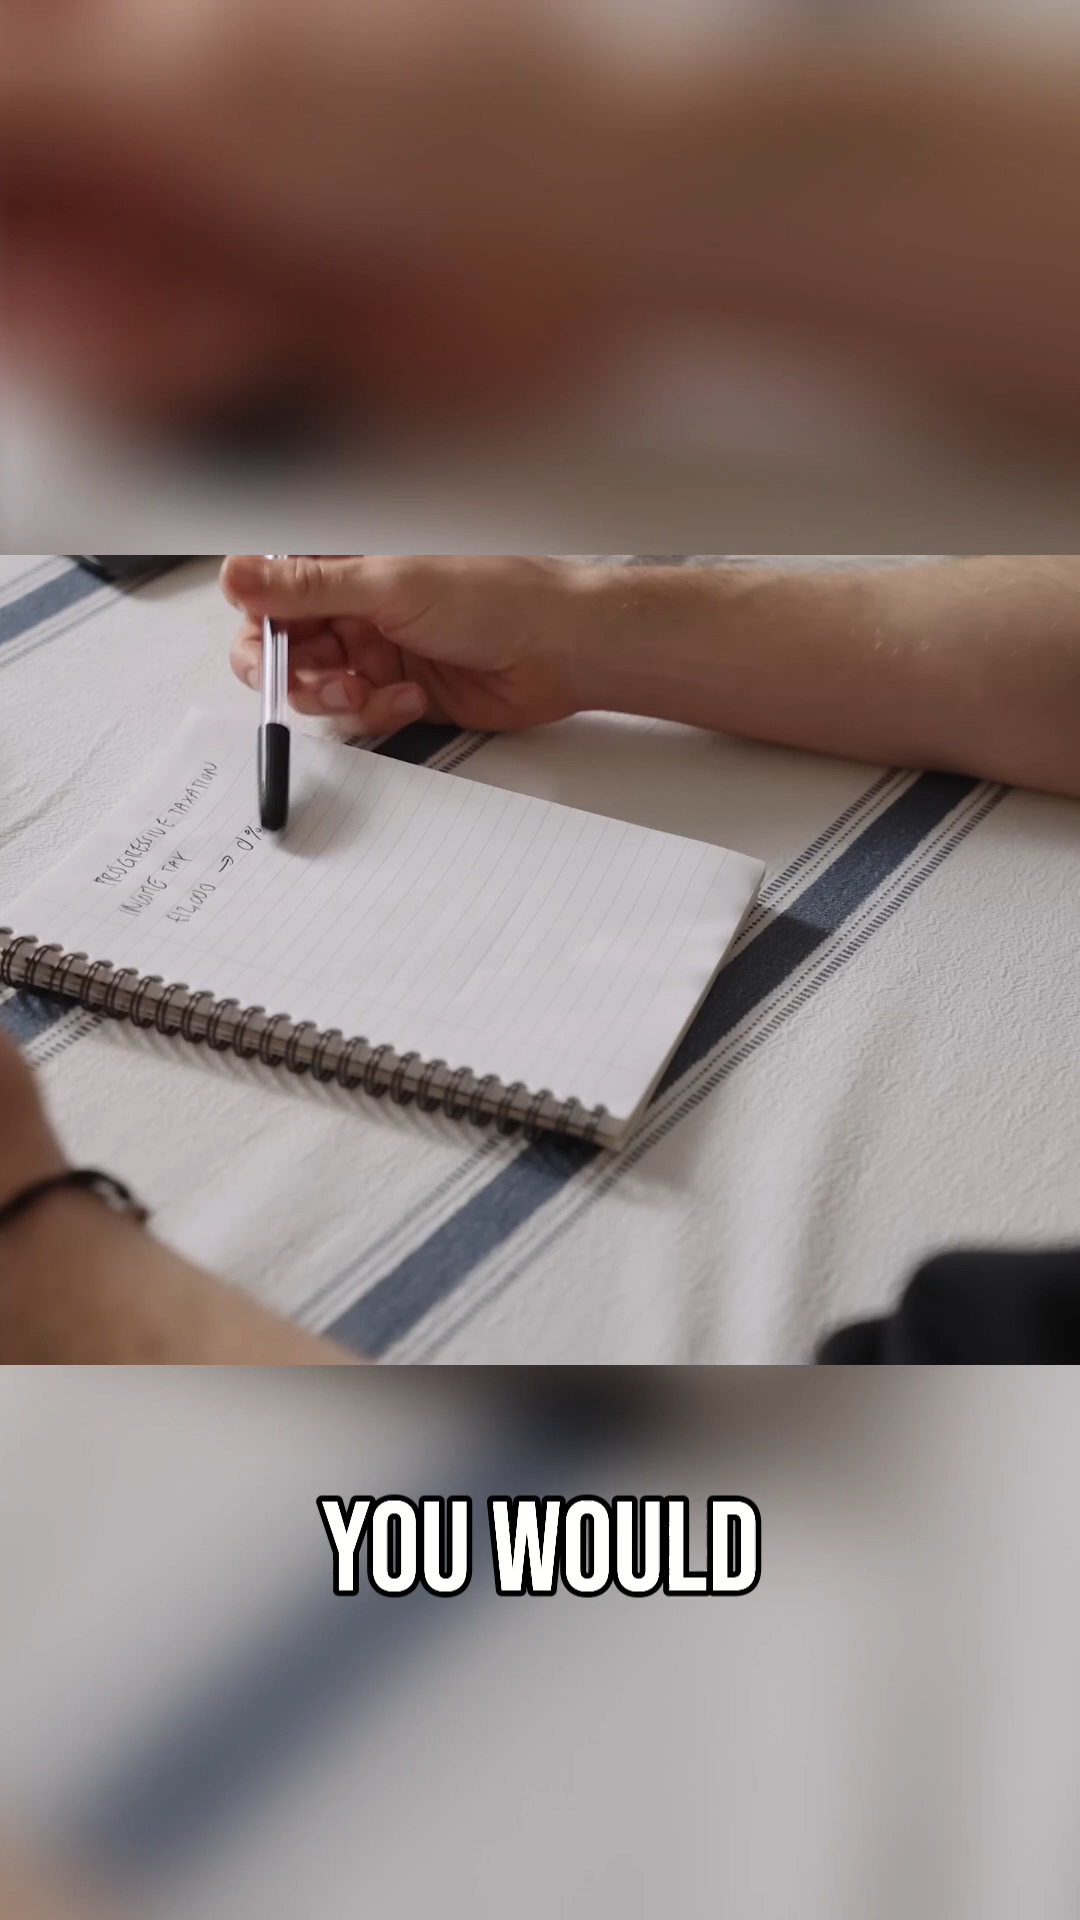 PROGRESSIVE TAXATION
INCOME TAX
£12,000 → 0%
YOU WOULD